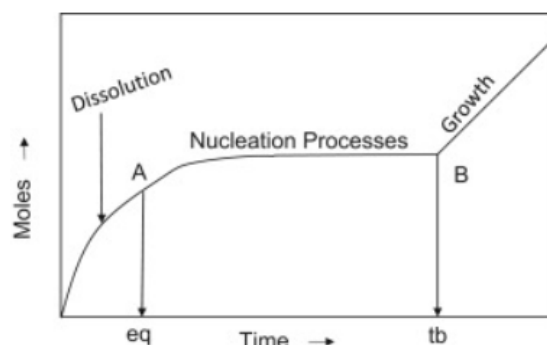 Dissolution
A
Nucleation Processes
Growth
B
Moles →
eq
Time →
tb